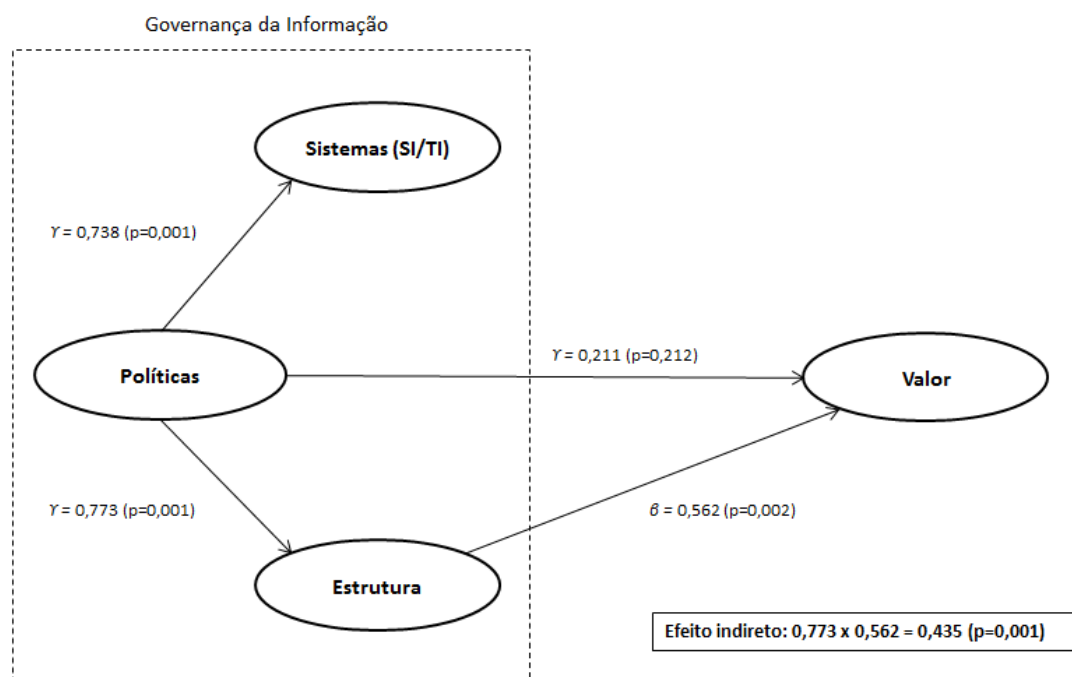 Governança da Informação
Sistemas (SI/TI)
ϒ = 0,738 (p=0,001)
Políticas
ϒ = 0,211 (p=0,212)
Valor
ϒ = 0,773 (p=0,001)
β = 0,562 (p=0,002)
Estrutura
Efeito indireto: 0,773 x 0,562 = 0,435 (p=0,001)